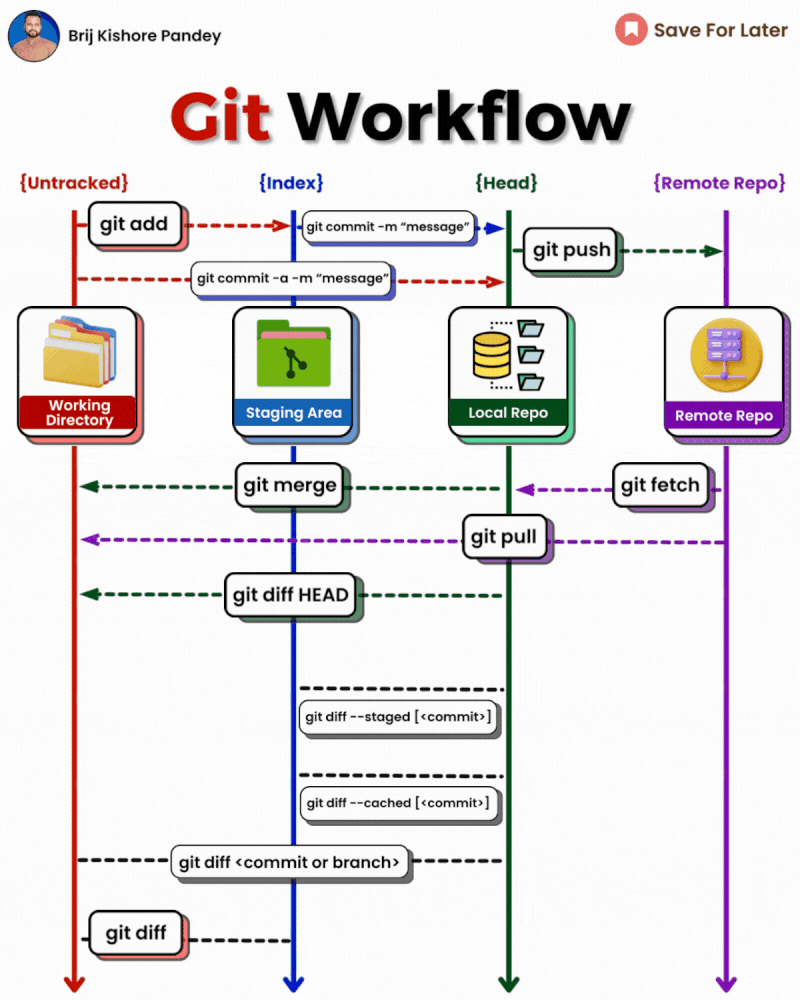 Brij Kishore Pandey
Save For Later
Git Workflow
{Untracked}
{Index}
{Head}
{Remote Repo}
git add
git commit -m “message”
git push
git commit -a -m “message”
Working
Directory
Staging Area
Local Repo
Remote Repo
git merge
git fetch
git pull
git diff HEAD
git diff --staged [<commit>]
git diff --cached [<commit>]
git diff <commit or branch>
git diff